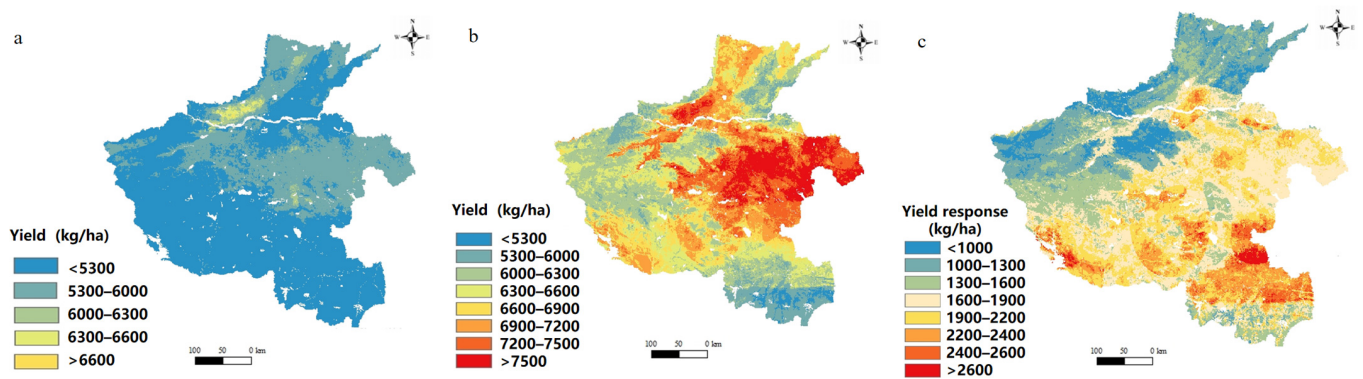 a
N
W E
S
Yield (kg/ha)
<5300
5300–6000
6000–6300
6300–6600
>6600
100 50 0 km
b
N
W E
S
Yield (kg/ha)
<5300
5300–6000
6000–6300
6300–6600
6600–6900
6900–7200
7200–7500
>7500
100 50 0 km
c
N
W E
S
Yield response
(kg/ha)
<1000
1000–1300
1300–1600
1600–1900
1900–2200
2200–2400
2400–2600
>2600
100 50 0 km